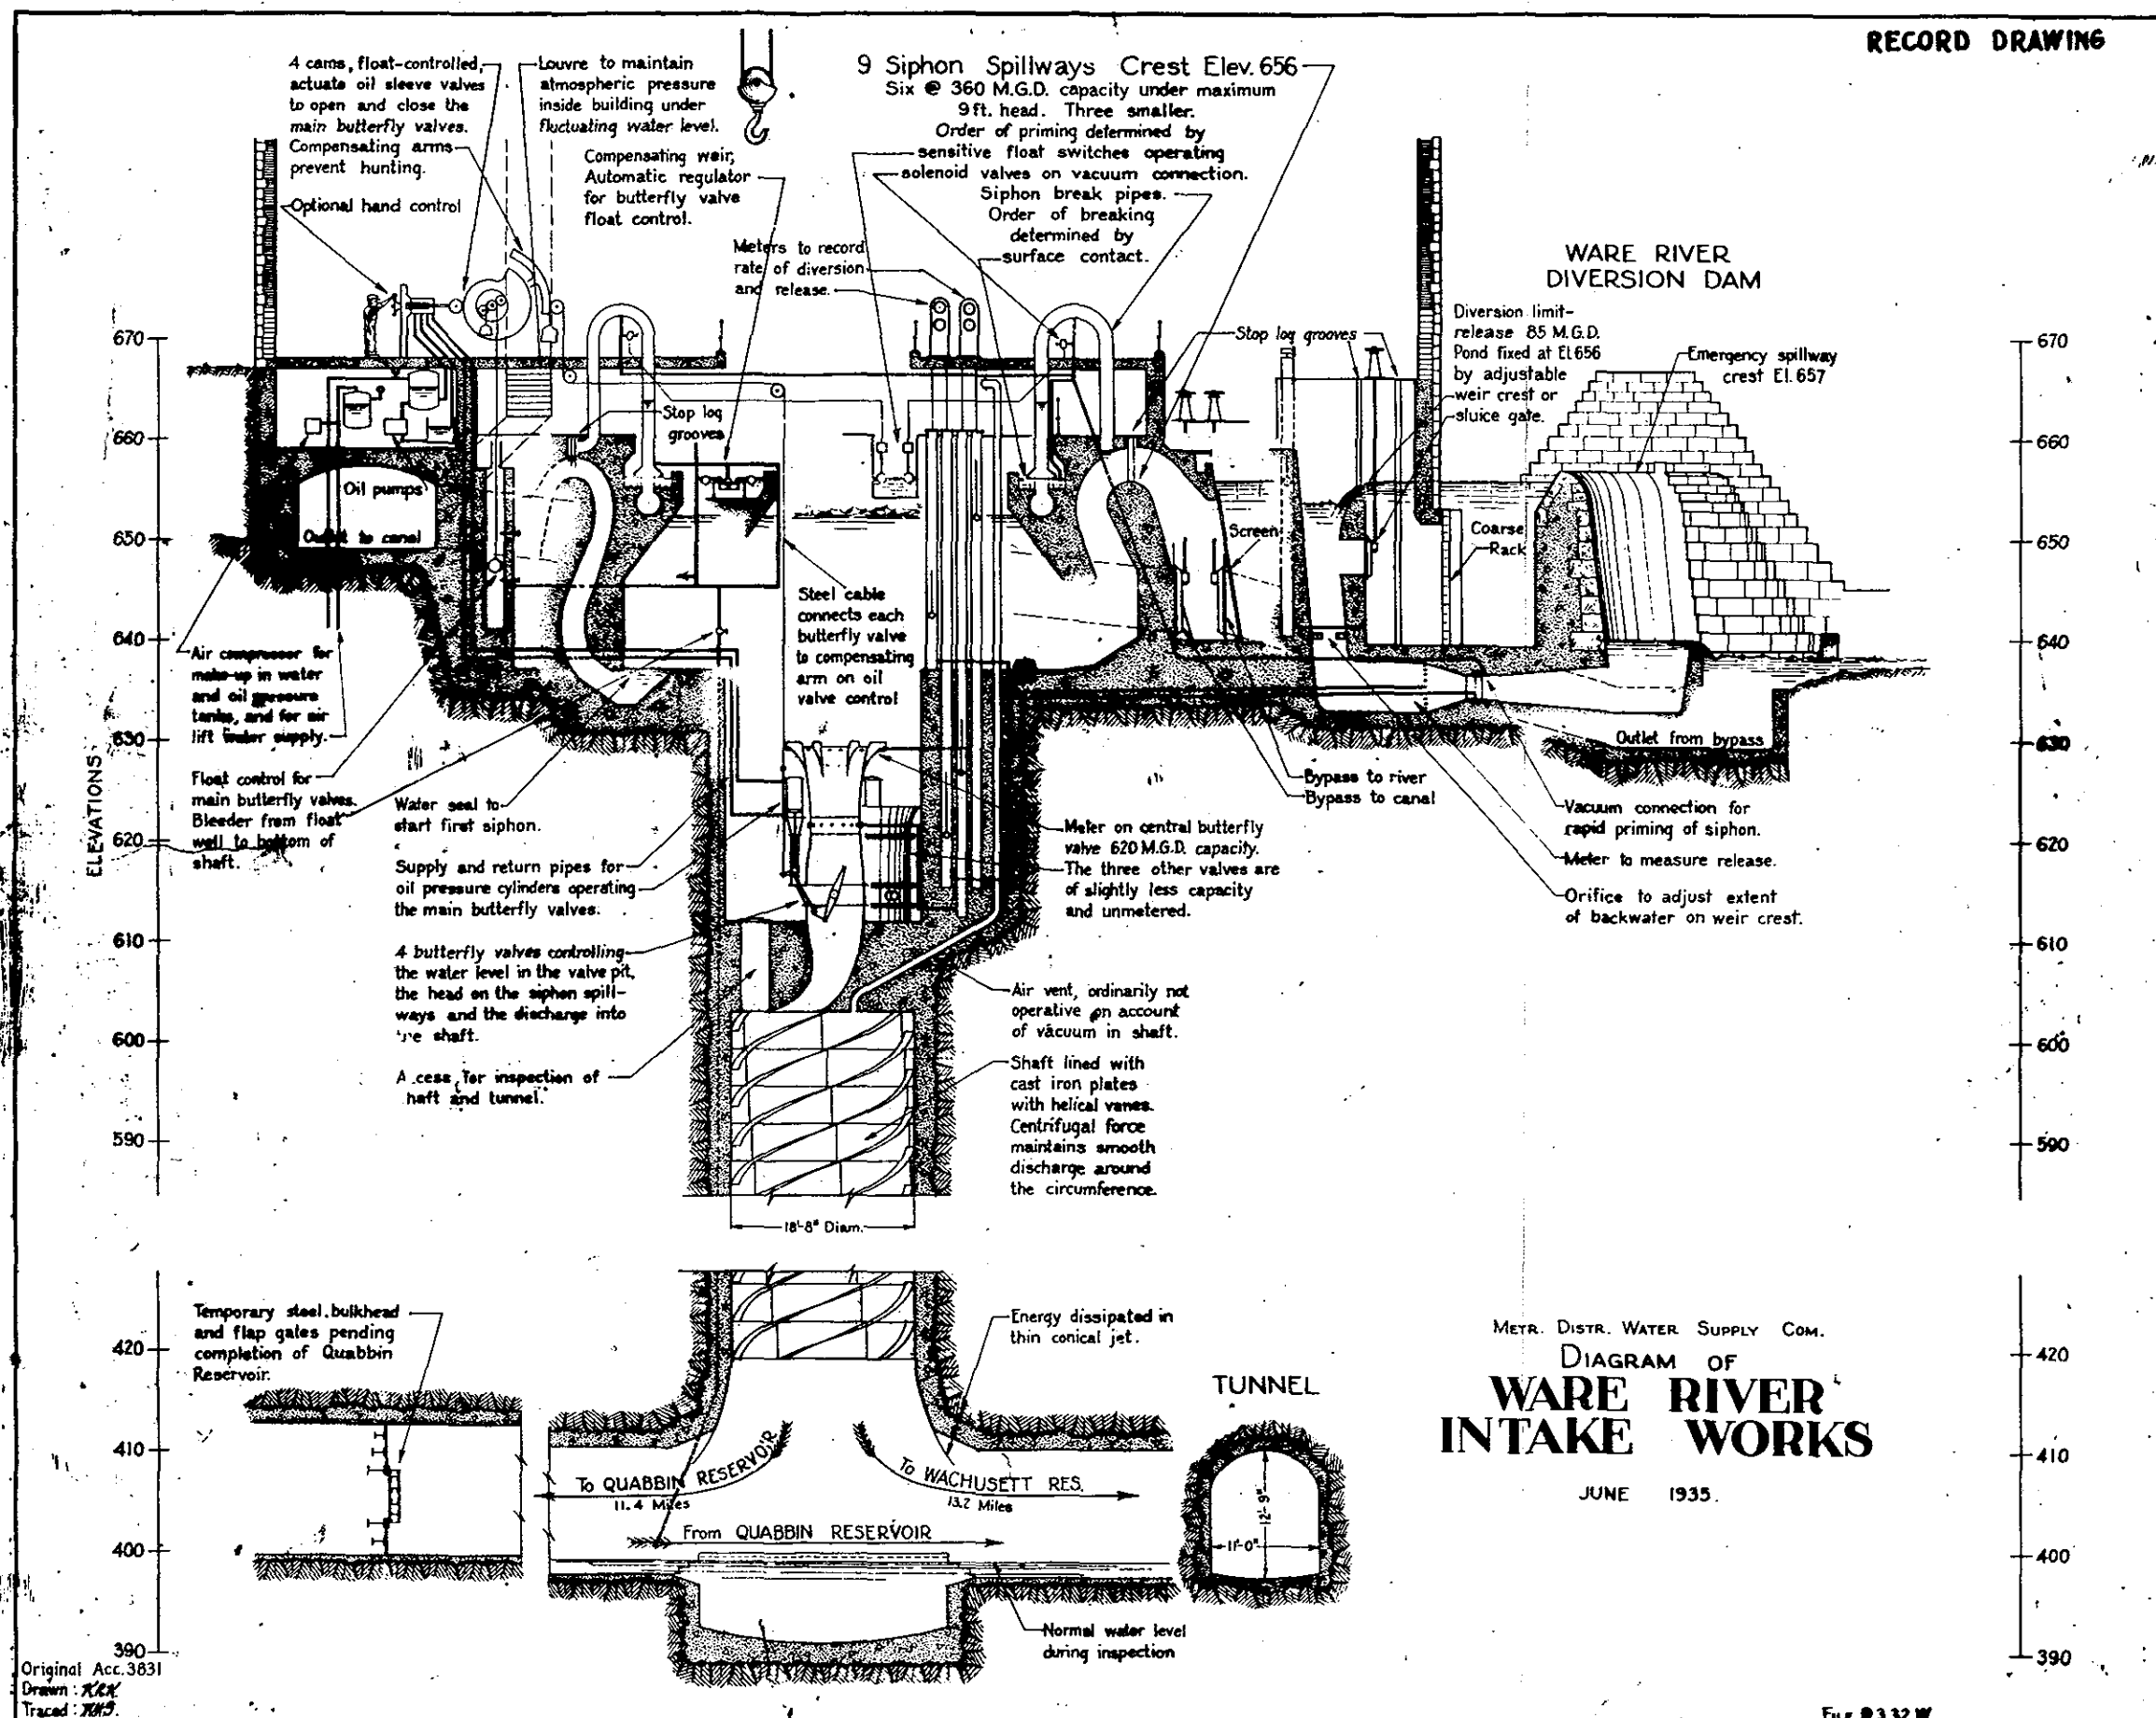 RECORD DRAWING
4 cams, float-controlled,
actuate oil sleeve valves
to open and close the
main butterfly valves.
Compensating arms
prevent hunting.
Optional hand control
Louvre to maintain
atmospheric pressure
inside building under
fluctuating water level.
Compensating weir,
Automatic regulator
for butterfly valve
float control.
Meters to record
rate of diversion
and release.
9 Siphon Spillways Crest Elev. 656
Six @ 360 M.G.D. capacity under maximum
9 ft. head. Three smaller.
Order of priming determined by
sensitive float switches operating
solenoid valves on vacuum connection.
Siphon break pipes.
Order of breaking
determined by
surface contact.
WARE RIVER
DIVERSION DAM
Diversion limit-
release 85 M.G.D.
Pond fixed at El. 656
by adjustable
weir crest or
sluice gate.
Stop log grooves
Emergency spillway
crest El. 657
Stop log
grooves
Oil pumps
Outlet to canal
Screen
Coarse
Rack
Steel cable
connects each
butterfly valve
to compensating
arm on oil
valve control
Air compressor for
make-up in water
and oil pressure
tanks, and for air
lift water supply.
Float control for
main butterfly valves.
Bleeder from float
well to bottom of
shaft.
Water seal to
start first siphon.
Supply and return pipes for
oil pressure cylinders operating
the main butterfly valves.
4 butterfly valves controlling
the water level in the valve pit,
the head on the siphon spill-
ways and the discharge into
shaft.
for inspection of
haft and tunnel.
Outlet from bypass
Bypass to river
Bypass to canal
Vacuum connection for
rapid priming of siphon.
Meter to measure release.
Orifice to adjust extent
of backwater on weir crest.
Meter on central butterfly
valve 620 M.G.D. capacity.
The three other valves are
of slightly less capacity
and unmetered.
Air vent, ordinarily not
operative on account
of vacuum in shaft.
Shaft lined with
cast iron plates
with helical vanes.
Centrifugal force
maintains smooth
discharge around
the circumference.
18'-8" Diam.
ELEVATIONS
670
660
650
640
630
620
610
600
590
420
410
400
390
670
660
650
640
630
620
610
600
590
420
410
400
390
Temporary steel bulkhead
and flap gates pending
completion of Quabbin
Reservoir.
Energy dissipated in
thin conical jet.
To QUABBIN RESERVOIR
11.4 Miles
To WACHUSETT RES.
13.2 Miles
From QUABBIN RESERVOIR
Normal water level
during inspection
TUNNEL
12'-9"
11'-0"
METR. DISTR. WATER SUPPLY COM.
DIAGRAM OF
WARE RIVER
INTAKE WORKS
JUNE 1935.
Original Acc. 3831
Drawn:
Traced: